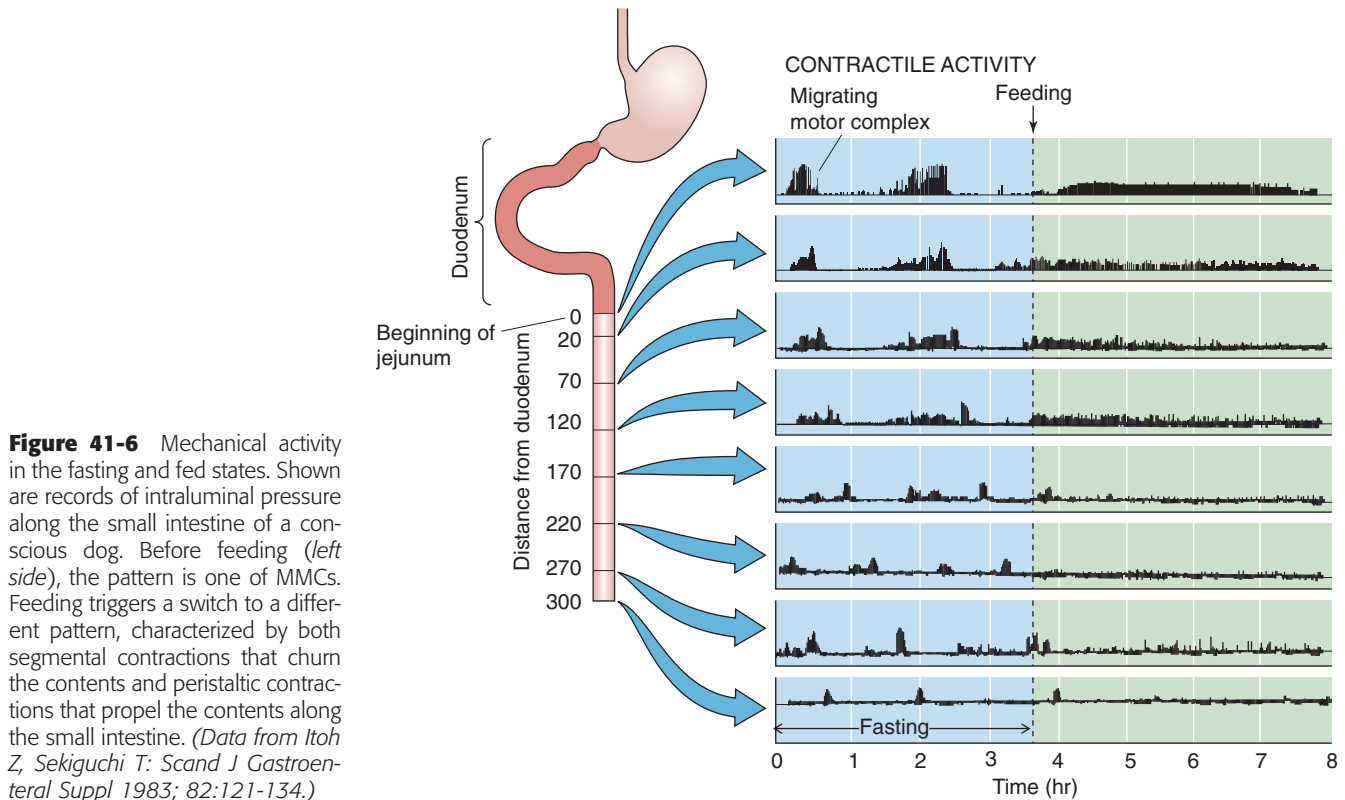 CONTRACTILE ACTIVITY
Migrating
motor complex
Feeding
Duodenum
Beginning of
jejunum
Distance from duodenum
0
20
70
120
170
220
270
300
Fasting
0 1 2 3 4 5 6 7 8
Time (hr)
Figure 41-6 Mechanical activity
in the fasting and fed states. Shown
are records of intraluminal pressure
along the small intestine of a con-
scious dog. Before feeding (left
side), the pattern is one of MMCs.
Feeding triggers a switch to a differ-
ent pattern, characterized by both
segmental contractions that churn
the contents and peristaltic contrac-
tions that propel the contents along
the small intestine. (Data from Itoh
Z, Sekiguchi T: Scand J Gastroen-
teral Suppl 1983; 82:121-134.)